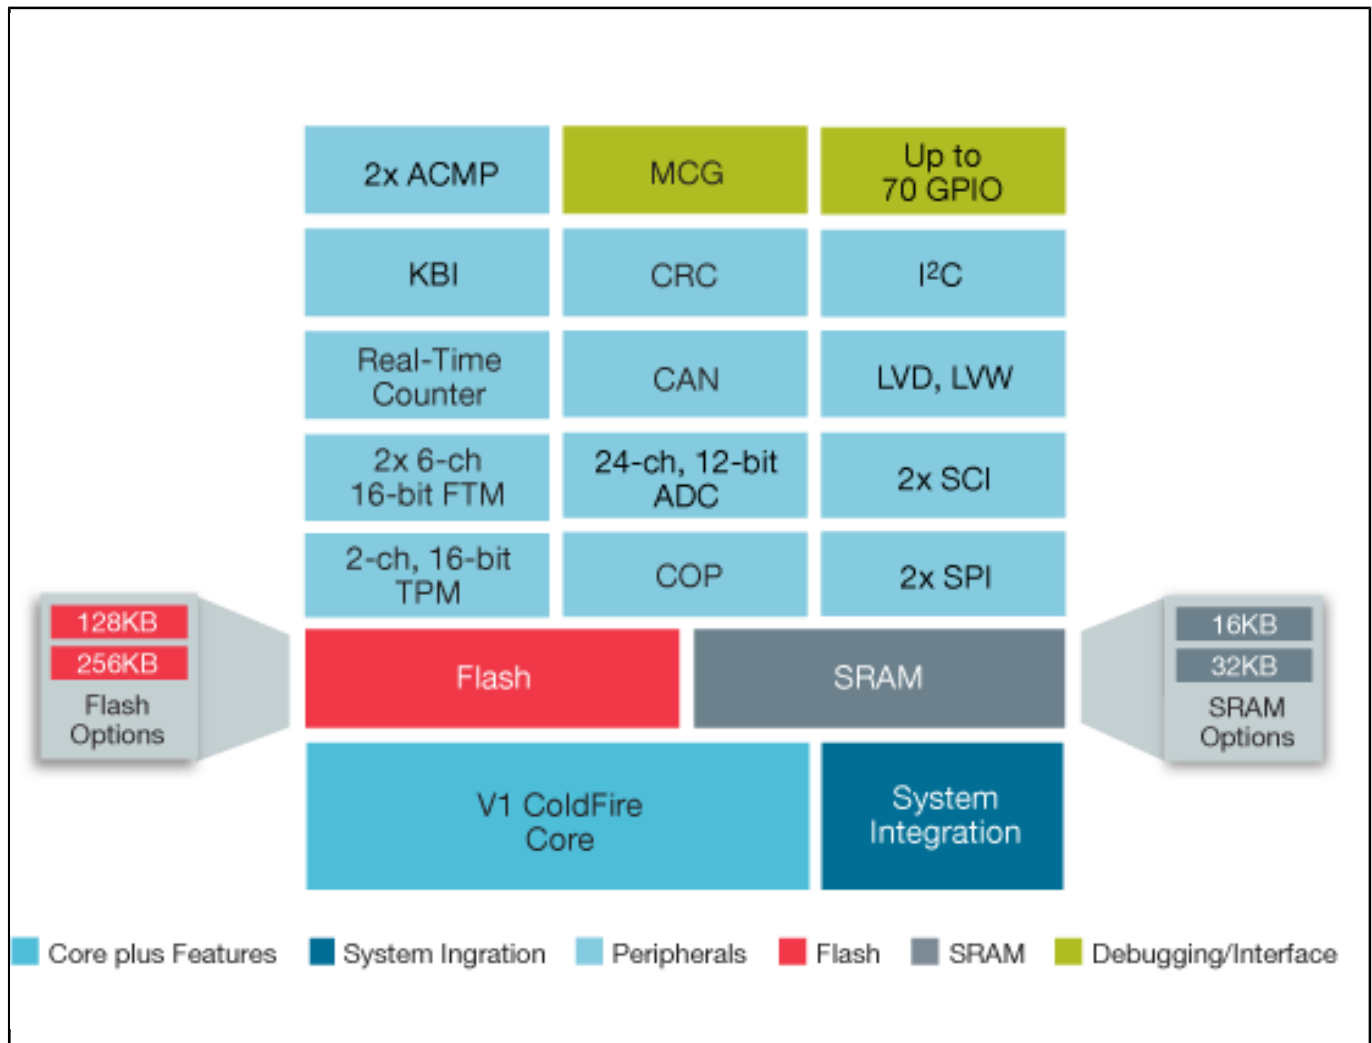 2x ACMP
MCG
Up to
70 GPIO
KBI
CRC
I²C
Real-Time
Counter
CAN
LVD, LVW
2x 6-ch
16-bit FTM
24-ch, 12-bit
ADC
2x SCI
2-ch, 16-bit
TPM
COP
2x SPI
128KB
256KB
Flash
Options
Flash
SRAM
16KB
32KB
SRAM
Options
V1 ColdFire
Core
System
Integration
Core plus Features
System Ingration
Peripherals
Flash
SRAM
Debugging/Interface